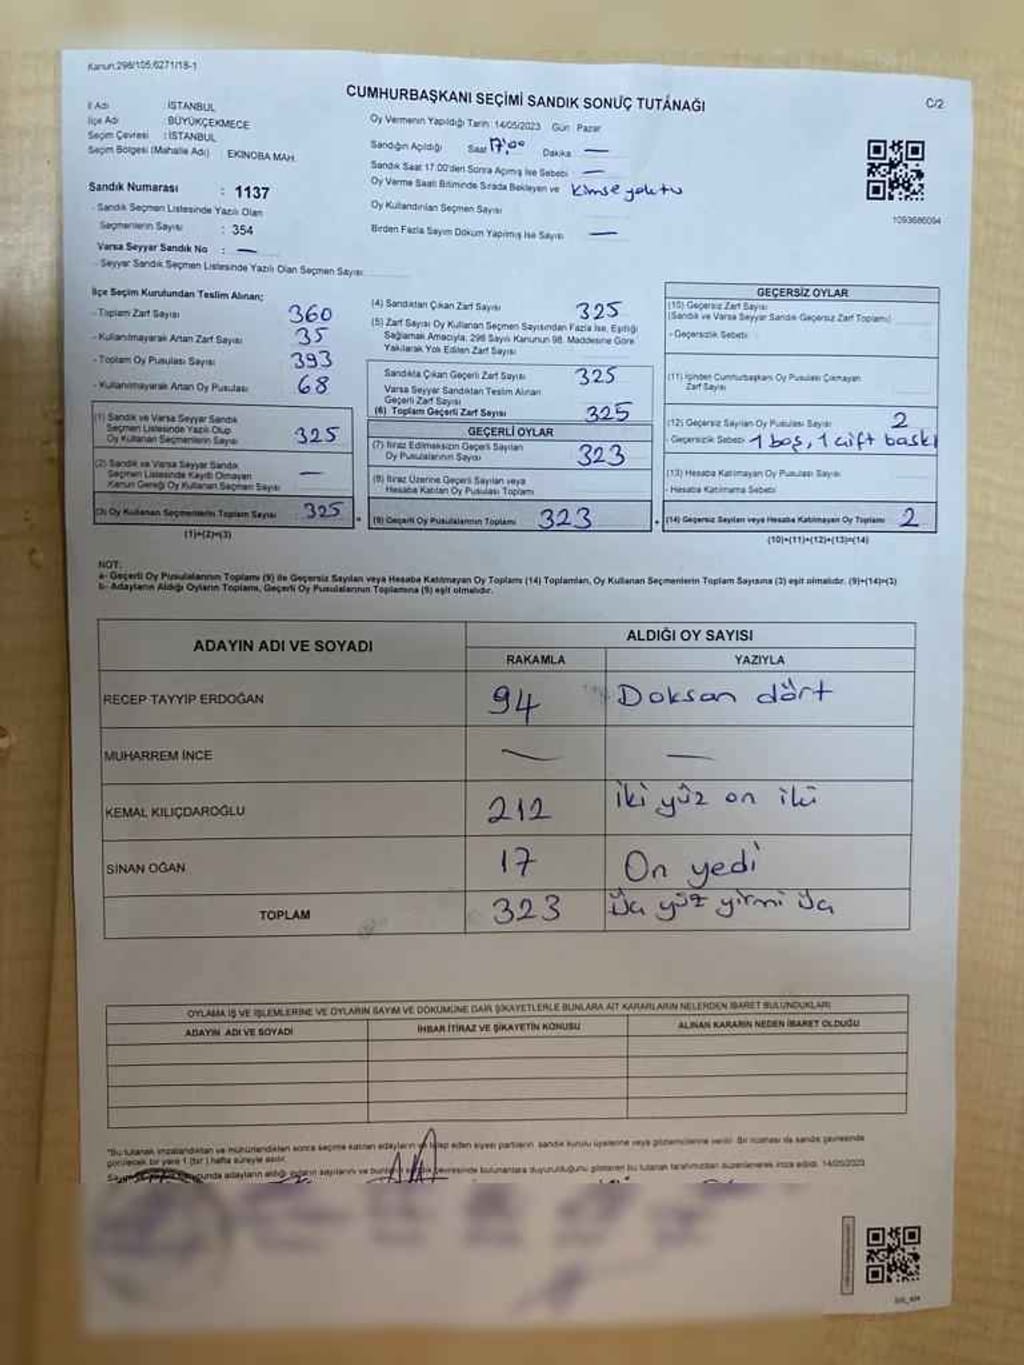 Kanun:298/105;6271/18-1
CUMHURBAŞKANI SEÇİMİ SANDIK SONUÇ TUTANAĞI
C/2
İl Adı : İSTANBUL
İlçe Adı : BÜYÜKÇEKMECE
Seçim Çevresi : İSTANBUL
Seçim Bölgesi (Mahalle Adı) EKINOBA MAH.
Oy Vermenin Yapıldığı Tarih: 14/05/2023 Gün: Pazar
Sandığın Açıldığı Saat 17.00 Dakika —
Sandık Saat 17.00'den Sonra Açılmış İse Sebebi : —
Oy Verme Saati Bitiminde Sırada Bekleyen ve kimse yoktu
Oy Kullandırılan Seçmen Sayısı
Birden Fazla Sayım Döküm Yapılmış İse Sayısı —
1093686094
Sandık Numarası : 1137
- Sandık Seçmen Listesinde Yazılı Olan
Seçmenlerin Sayısı : 354
Varsa Seyyar Sandık No : —
- Seyyar Sandık Seçmen Listesinde Yazılı Olan Seçmen Sayısı
İlçe Seçim Kurulundan Teslim Alınan;
- Toplam Zarf Sayısı 360
- Kullanılmayarak Artan Zarf Sayısı 35
- Toplam Oy Pusulası Sayısı 393
- Kullanılmayarak Artan Oy Pusulası 68
(1) Sandık ve Varsa Seyyar Sandık
Seçmen Listesinde Yazılı Olup
Oy Kullanan Seçmenlerin Sayısı 325
(2) Sandık ve Varsa Seyyar Sandık
Seçmen Listesinde Kaydı Olmayan
Kanun Gereği Oy Kullanan Seçmen Sayısı —
(3) Oy Kullanan Seçmenlerin Toplam Sayısı 325
(1)+(2)=(3)
(4) Sandıktan Çıkan Zarf Sayısı 325
(5) Zarf Sayısı Oy Kullanan Seçmen Sayısından Fazla İse, Eşitliği
Sağlamak Amacıyla; 298 Sayılı Kanunun 98. Maddesine Göre
Yakılarak Yok Edilen Zarf Sayısı
Sandıkta Çıkan Geçerli Zarf Sayısı 325
Varsa Seyyar Sandıktan Teslim Alınan
Geçerli Zarf Sayısı
(6) Toplam Geçerli Zarf Sayısı 325
GEÇERLİ OYLAR
(7) İtiraz Edilmeksizin Geçerli Sayılan
Oy Pusulalarının Sayısı 323
(8) İtiraz Üzerine Geçerli Sayılan veya
Hesaba Katılan Oy Pusulası Toplamı
(9) Geçerli Oy Pusulalarının Toplamı 323
GEÇERSİZ OYLAR
(10) Geçersiz Zarf Sayısı
(Sandık ve Varsa Seyyar Sandık Geçersiz Zarf Toplamı)
- Geçersizlik Sebebi:
(11) İçinden Cumhurbaşkanı Oy Pusulası Çıkmayan
Zarf Sayısı
(12) Geçersiz Sayılan Oy Pusulası Sayısı 2
- Geçersizlik Sebebi 1 boş, 1 çift baskı
(13) Hesaba Katılmayan Oy Pusulası Sayısı
- Hesaba Katılmama Sebebi
(14) Geçersiz Sayılan veya Hesaba Katılmayan Oy Toplamı 2
(10)+(11)+(12)+(13)=(14)
NOT:
a- Geçerli Oy Pusulalarının Toplamı (9) ile Geçersiz Sayılan veya Hesaba Katılmayan Oy Toplamı (14) Toplamları, Oy Kullanan Seçmenlerin Toplam Sayısına (3) eşit olmalıdır. (9)+(14)=(3)
b- Adayların Aldığı Oyların Toplamı, Geçerli Oy Pusulalarının Toplamına (9) eşit olmalıdır.
ADAYIN ADI VE SOYADI
ALDIĞI OY SAYISI
RAKAMLA YAZIYLA
RECEP TAYYIP ERDOĞAN 94 Doksan dört
MUHARREM İNCE — —
KEMAL KILIÇDAROĞLU 212 iki yüz on iki
SİNAN OĞAN 17 On yedi
TOPLAM 323 Üç yüz yirmi üç
OYLAMA İŞ VE İŞLEMLERİNE VE OYLARIN SAYIM VE DÖKÜMÜNE DAİR ŞİKAYETLERLE BUNLARA AİT KARARLARIN NELERDEN İBARET BULUNDUKLARI
ADAYIN ADI VE SOYADI İHBAR İTİRAZ VE ŞİKAYETİN KONUSU ALINAN KARARIN NEDEN İBARET OLDUĞU
*Bu tutanak imzalandıktan ve mühürlendikten sonra seçime katılan adayların ve talep eden siyasi partilerin sandık kurulu üyelerine veya gözlemcilerine verilir. Bir nüshası da sandık çevresinde
görülecek bir yere 1 (bir) hafta süreyle asılır.
adayların aldığı oyların sayılarını ve bunların sandık çevresinde bulunanlara duyurulduğunu gösteren bu tutanak tarafımızdan düzenlenerek imza edildi. 14/05/2023